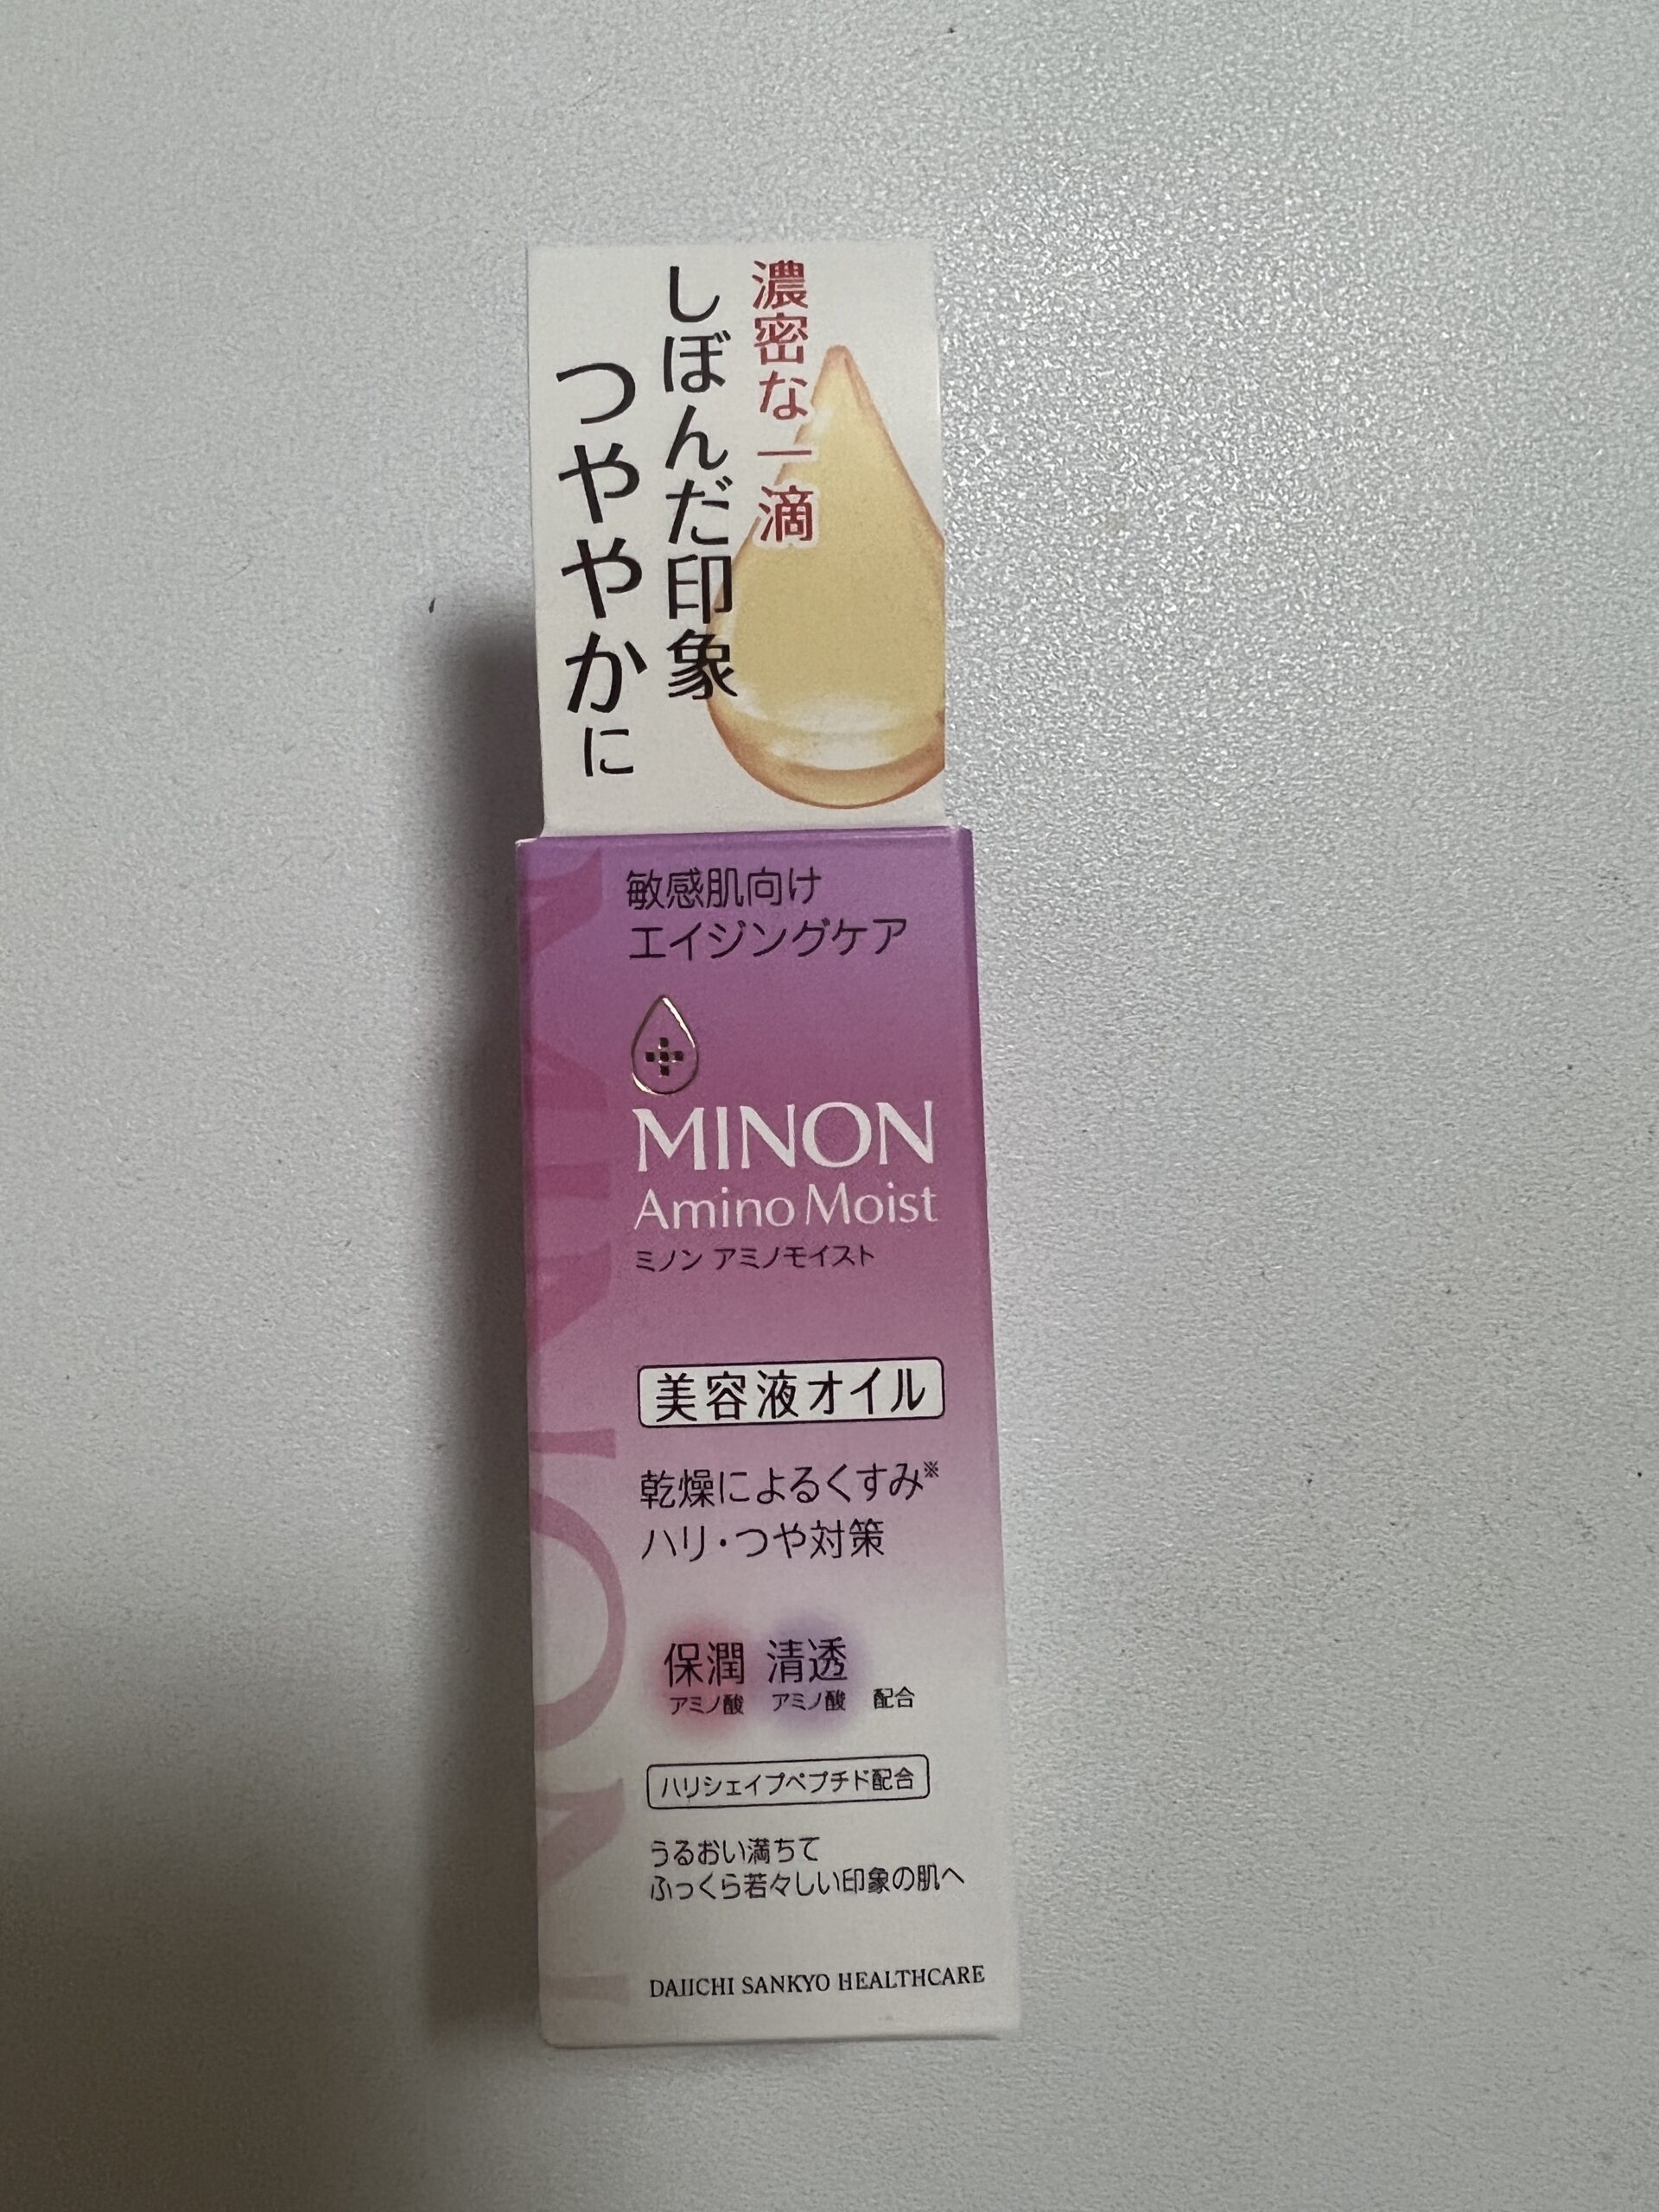 濃密な一滴
しぼんだ印象
つややかに
敏感肌向け
エイジングケア
MINON
Amino Moist
ミノン アミノモイスト
美容液オイル
乾燥によるくすみ※
ハリ・つや対策
保潤 清透
アミノ酸 アミノ酸 配合
ハリシェイプペプチド配合
うるおい満ちて
ふっくら若々しい印象の肌へ
DAIICHI SANKYO HEALTHCARE
MINON